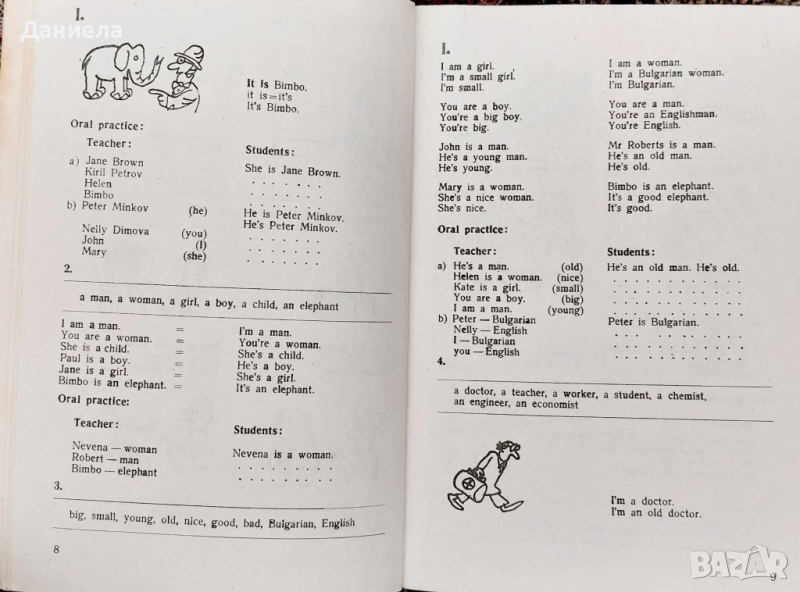 Даниела
I.
It is Bimbo.
it is=it's
It's Bimbo.
Oral practice:
Teacher: Students:
a) Jane Brown She is Jane Brown.
Kiril Petrov . . . . . . .
Helen . . . . . . .
Bimbo . . . . . . .
b) Peter Minkov (he) He is Peter Minkov.
He's Peter Minkov.
Nelly Dimova (you) . . . . . . .
John (I) . . . . . . .
Mary (she) . . . . . . .
2.
a man, a woman, a girl, a boy, a child, an elephant
I am a man. = I'm a man.
You are a woman. = You're a woman.
She is a child. = She's a child.
Paul is a boy. = He's a boy.
Jane is a girl. = She's a girl.
Bimbo is an elephant. = It's an elephant.
Oral practice:
Teacher: Students:
Nevena — woman Nevena is a woman.
Robert — man . . . . . . .
Bimbo — elephant . . . . . . .
3.
big, small, young, old, nice, good, bad, Bulgarian, English
8
I.
I am a girl.
I'm a small girl.
I'm small.
You are a boy.
You're a big boy.
You're big.
John is a man.
He's a young man.
He's young.
Mary is a woman.
She's a nice woman.
She's nice.
I am a woman.
I'm a Bulgarian woman.
I'm Bulgarian.
You are a man.
You're an Englishman.
You're English.
Mr Roberts is a man.
He's an old man.
He's old.
Bimbo is an elephant.
It's a good elephant.
It's good.
Oral practice:
Teacher: Students:
a) He's a man. (old) He's an old man. He's old.
Helen is a woman. (nice) . . . . . . . . . .
Kate is a girl. (small) . . . . . . . . . .
You are a boy. (big) . . . . . . . . . .
I am a man. (young) . . . . . . . . . .
b) Peter — Bulgarian Peter is Bulgarian.
Nelly — English . . . . . . . . . .
I — Bulgarian . . . . . . . . . .
you — English . . . . . . . . . .
4.
a doctor, a teacher, a worker, a student, a chemist,
an engineer, an economist
I'm a doctor.
I'm an old doctor.
9
BAZAR